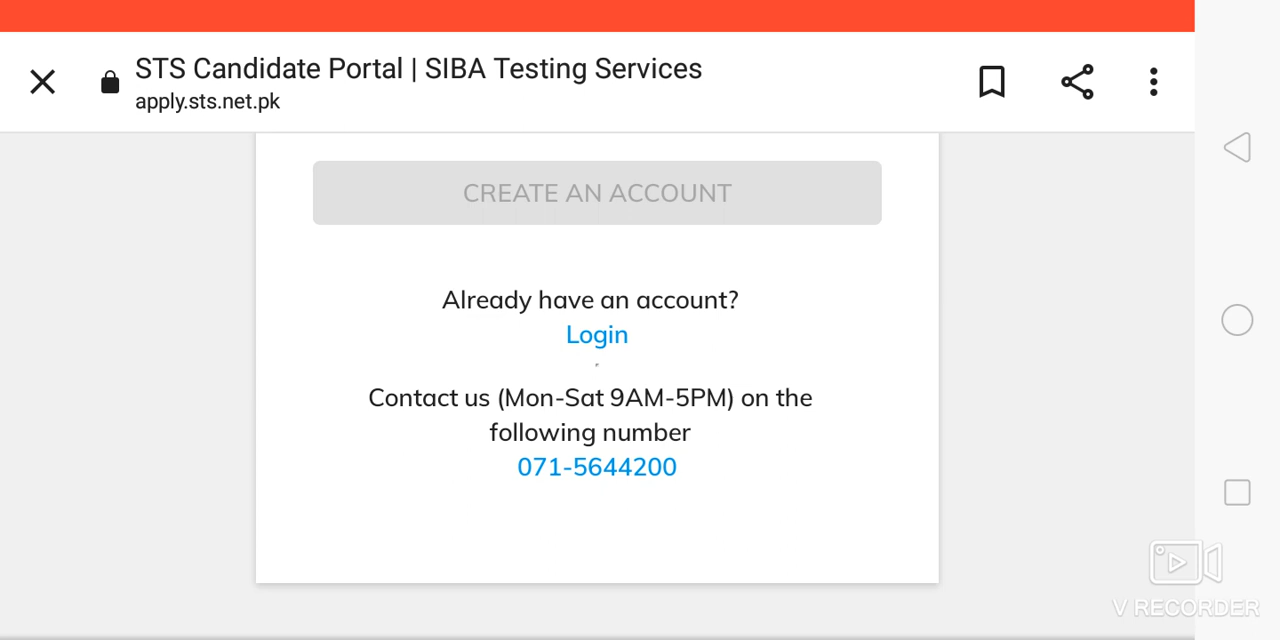 STS Candidate Portal | SIBA Testing Services
apply.sts.net.pk
CREATE AN ACCOUNT
Already have an account?
Login
Contact us (Mon-Sat 9AM-5PM) on the
following number
071-5644200
V RECORDER